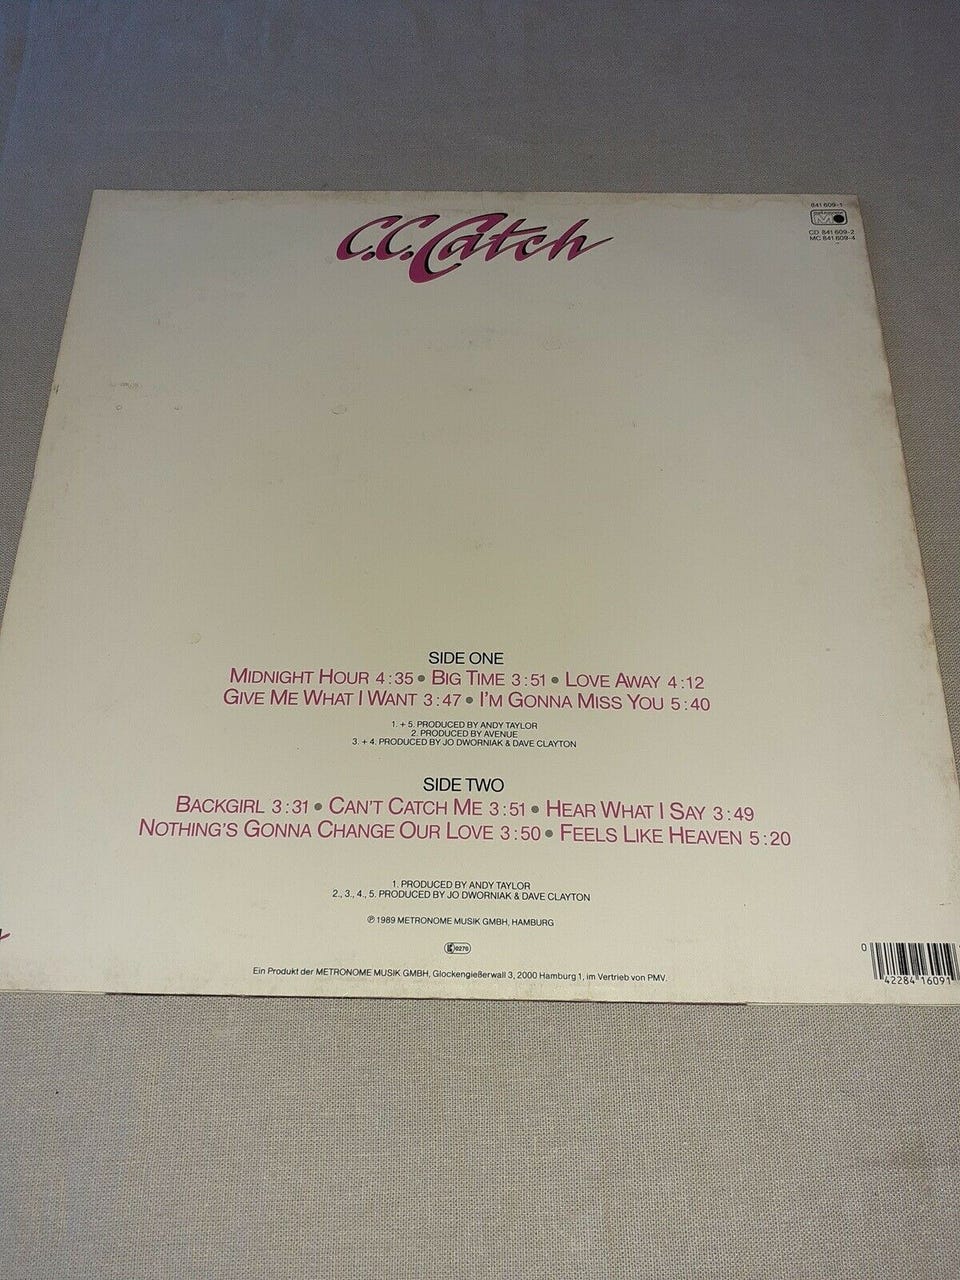 841 609-1
CD 841 609-2
MC 841 609-4
C.C.Catch
SIDE ONE
MIDNIGHT HOUR 4:35 • BIG TIME 3:51 • LOVE AWAY 4:12
GIVE ME WHAT I WANT 3:47 • I'M GONNA MISS YOU 5:40
1. + 5. PRODUCED BY ANDY TAYLOR
2. PRODUCED BY AVENUE
3. + 4. PRODUCED BY JO DWORNIAK & DAVE CLAYTON
SIDE TWO
BACKGIRL 3:31 • CAN'T CATCH ME 3:51 • HEAR WHAT I SAY 3:49
NOTHING'S GONNA CHANGE OUR LOVE 3:50 • FEELS LIKE HEAVEN 5:20
1. PRODUCED BY ANDY TAYLOR
2., 3., 4., 5. PRODUCED BY JO DWORNIAK & DAVE CLAYTON
℗ 1989 METRONOME MUSIK GMBH, HAMBURG
0270
Ein Produkt der METRONOME MUSIK GMBH, Glockengießerwall 3, 2000 Hamburg 1, im Vertrieb von PMV.
0 42284 16091